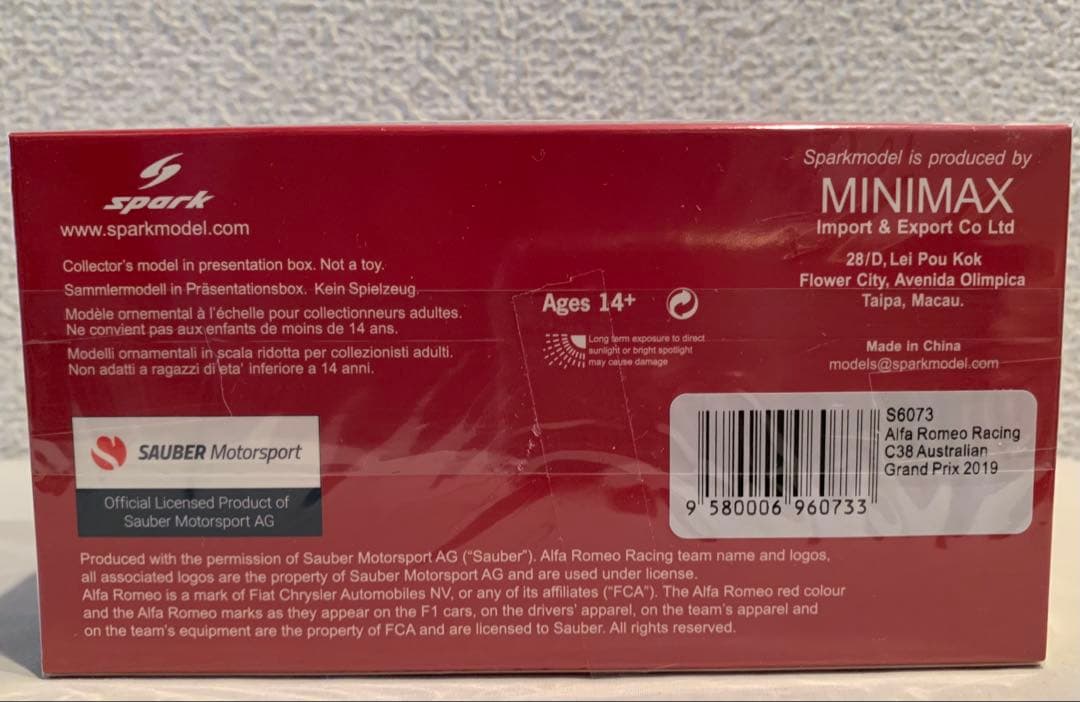 spark
www.sparkmodel.com
Collector's model in presentation box. Not a toy.
Sammlermodell in Präsentationsbox. Kein Spielzeug.
Modèle ornemental à l'échelle pour collectionneurs adultes.
Ne convient pas aux enfants de moins de 14 ans.
Modelli ornamentali in scala ridotta per collezionisti adulti.
Non adatti a ragazzi di eta' inferiore a 14 anni.
Ages 14+
Long term exposure to direct
sunlight or bright spotlight
may cause damage
Sparkmodel is produced by
MINIMAX
Import & Export Co Ltd
28/D, Lei Pou Kok
Flower City, Avenida Olimpica
Taipa, Macau.
Made in China
models@sparkmodel.com
SAUBER Motorsport
Official Licensed Product of
Sauber Motorsport AG
S6073
Alfa Romeo Racing
C38 Australian
Grand Prix 2019
9 580006 960733
Produced with the permission of Sauber Motorsport AG ("Sauber"). Alfa Romeo Racing team name and logos,
all associated logos are the property of Sauber Motorsport AG and are used under license.
Alfa Romeo is a mark of Fiat Chrysler Automobiles NV, or any of its affiliates ("FCA"). The Alfa Romeo red colour
and the Alfa Romeo marks as they appear on the F1 cars, on the drivers' apparel, on the team's apparel and
on the team's equipment are the property of FCA and are licensed to Sauber. All rights reserved.